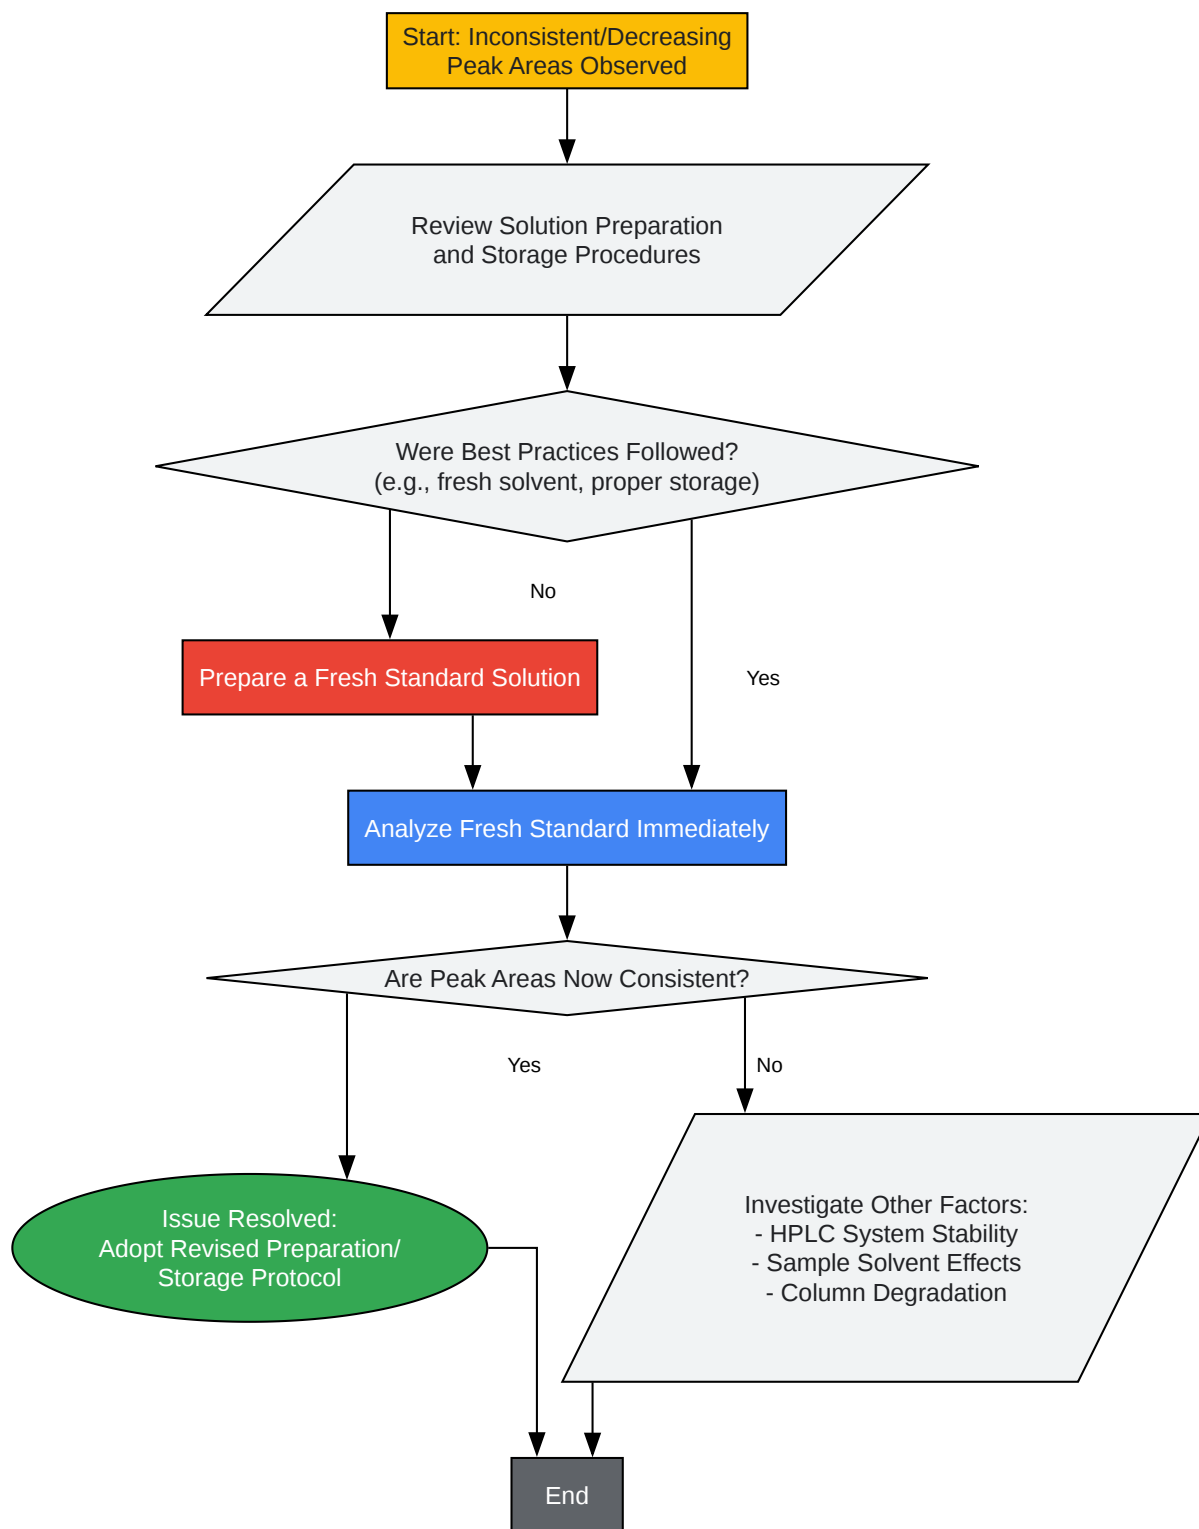 Start: Inconsistent/Decreasing
Peak Areas Observed
Review Solution Preparation
and Storage Procedures
Were Best Practices Followed?
(e.g., fresh solvent, proper storage)
No
Prepare a Fresh Standard Solution
Yes
Analyze Fresh Standard Immediately
Are Peak Areas Now Consistent?
Yes
No
Issue Resolved:
Adopt Revised Preparation/
Storage Protocol
Investigate Other Factors:
- HPLC System Stability
- Sample Solvent Effects
- Column Degradation
End